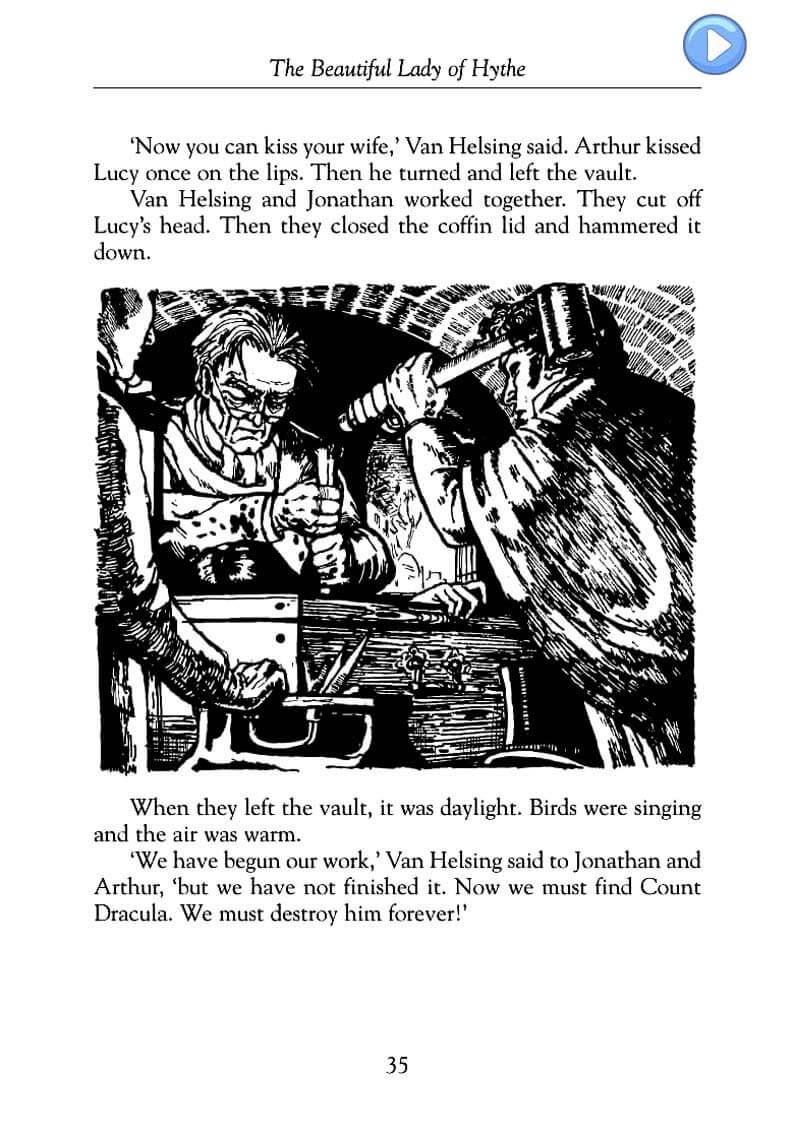 The Beautiful Lady of Hythe
‘Now you can kiss your wife,’ Van Helsing said. Arthur kissed
Lucy once on the lips. Then he turned and left the vault.
Van Helsing and Jonathan worked together. They cut off
Lucy’s head. Then they closed the coffin lid and hammered it
down.
When they left the vault, it was daylight. Birds were singing
and the air was warm.
‘We have begun our work,’ Van Helsing said to Jonathan and
Arthur, ‘but we have not finished it. Now we must find Count
Dracula. We must destroy him forever!’
35